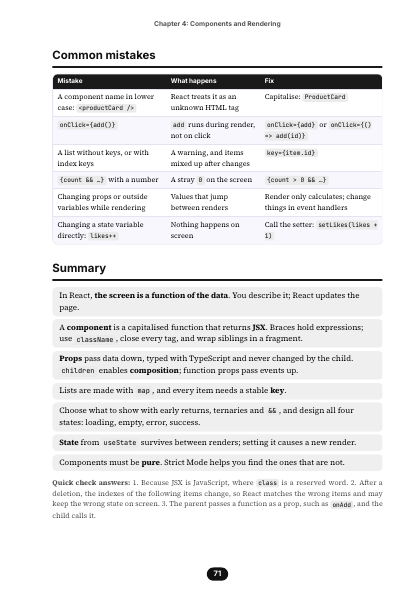 Chapter 4: Components and Rendering
Common mistakes
Mistake What happens Fix
A component name in lower case: <productCard /> React treats it as an unknown HTML tag Capitalise: ProductCard
onClick={add()} add runs during render, not on click onClick={add} or onClick={() => add(id)}
A list without keys, or with index keys A warning, and items mixed up after changes key={item.id}
{count && …} with a number A stray 0 on the screen {count > 0 && …}
Changing props or outside variables while rendering Values that jump between renders Render only calculates; change things in event handlers
Changing a state variable directly: likes++ Nothing happens on screen Call the setter: setLikes(likes + 1)
Summary
In React, the screen is a function of the data. You describe it; React updates the
page.
A component is a capitalised function that returns JSX. Braces hold expressions;
use className, close every tag, and wrap siblings in a fragment.
Props pass data down, typed with TypeScript and never changed by the child.
children enables composition; function props pass events up.
Lists are made with map, and every item needs a stable key.
Choose what to show with early returns, ternaries and &&, and design all four
states: loading, empty, error, success.
State from useState survives between renders; setting it causes a new render.
Components must be pure. Strict Mode helps you find the ones that are not.
Quick check answers: 1. Because JSX is JavaScript, where class is a reserved word. 2. After a
deletion, the indexes of the following items change, so React matches the wrong items and may
keep the wrong state on screen. 3. The parent passes a function as a prop, such as onAdd, and the
child calls it.
71